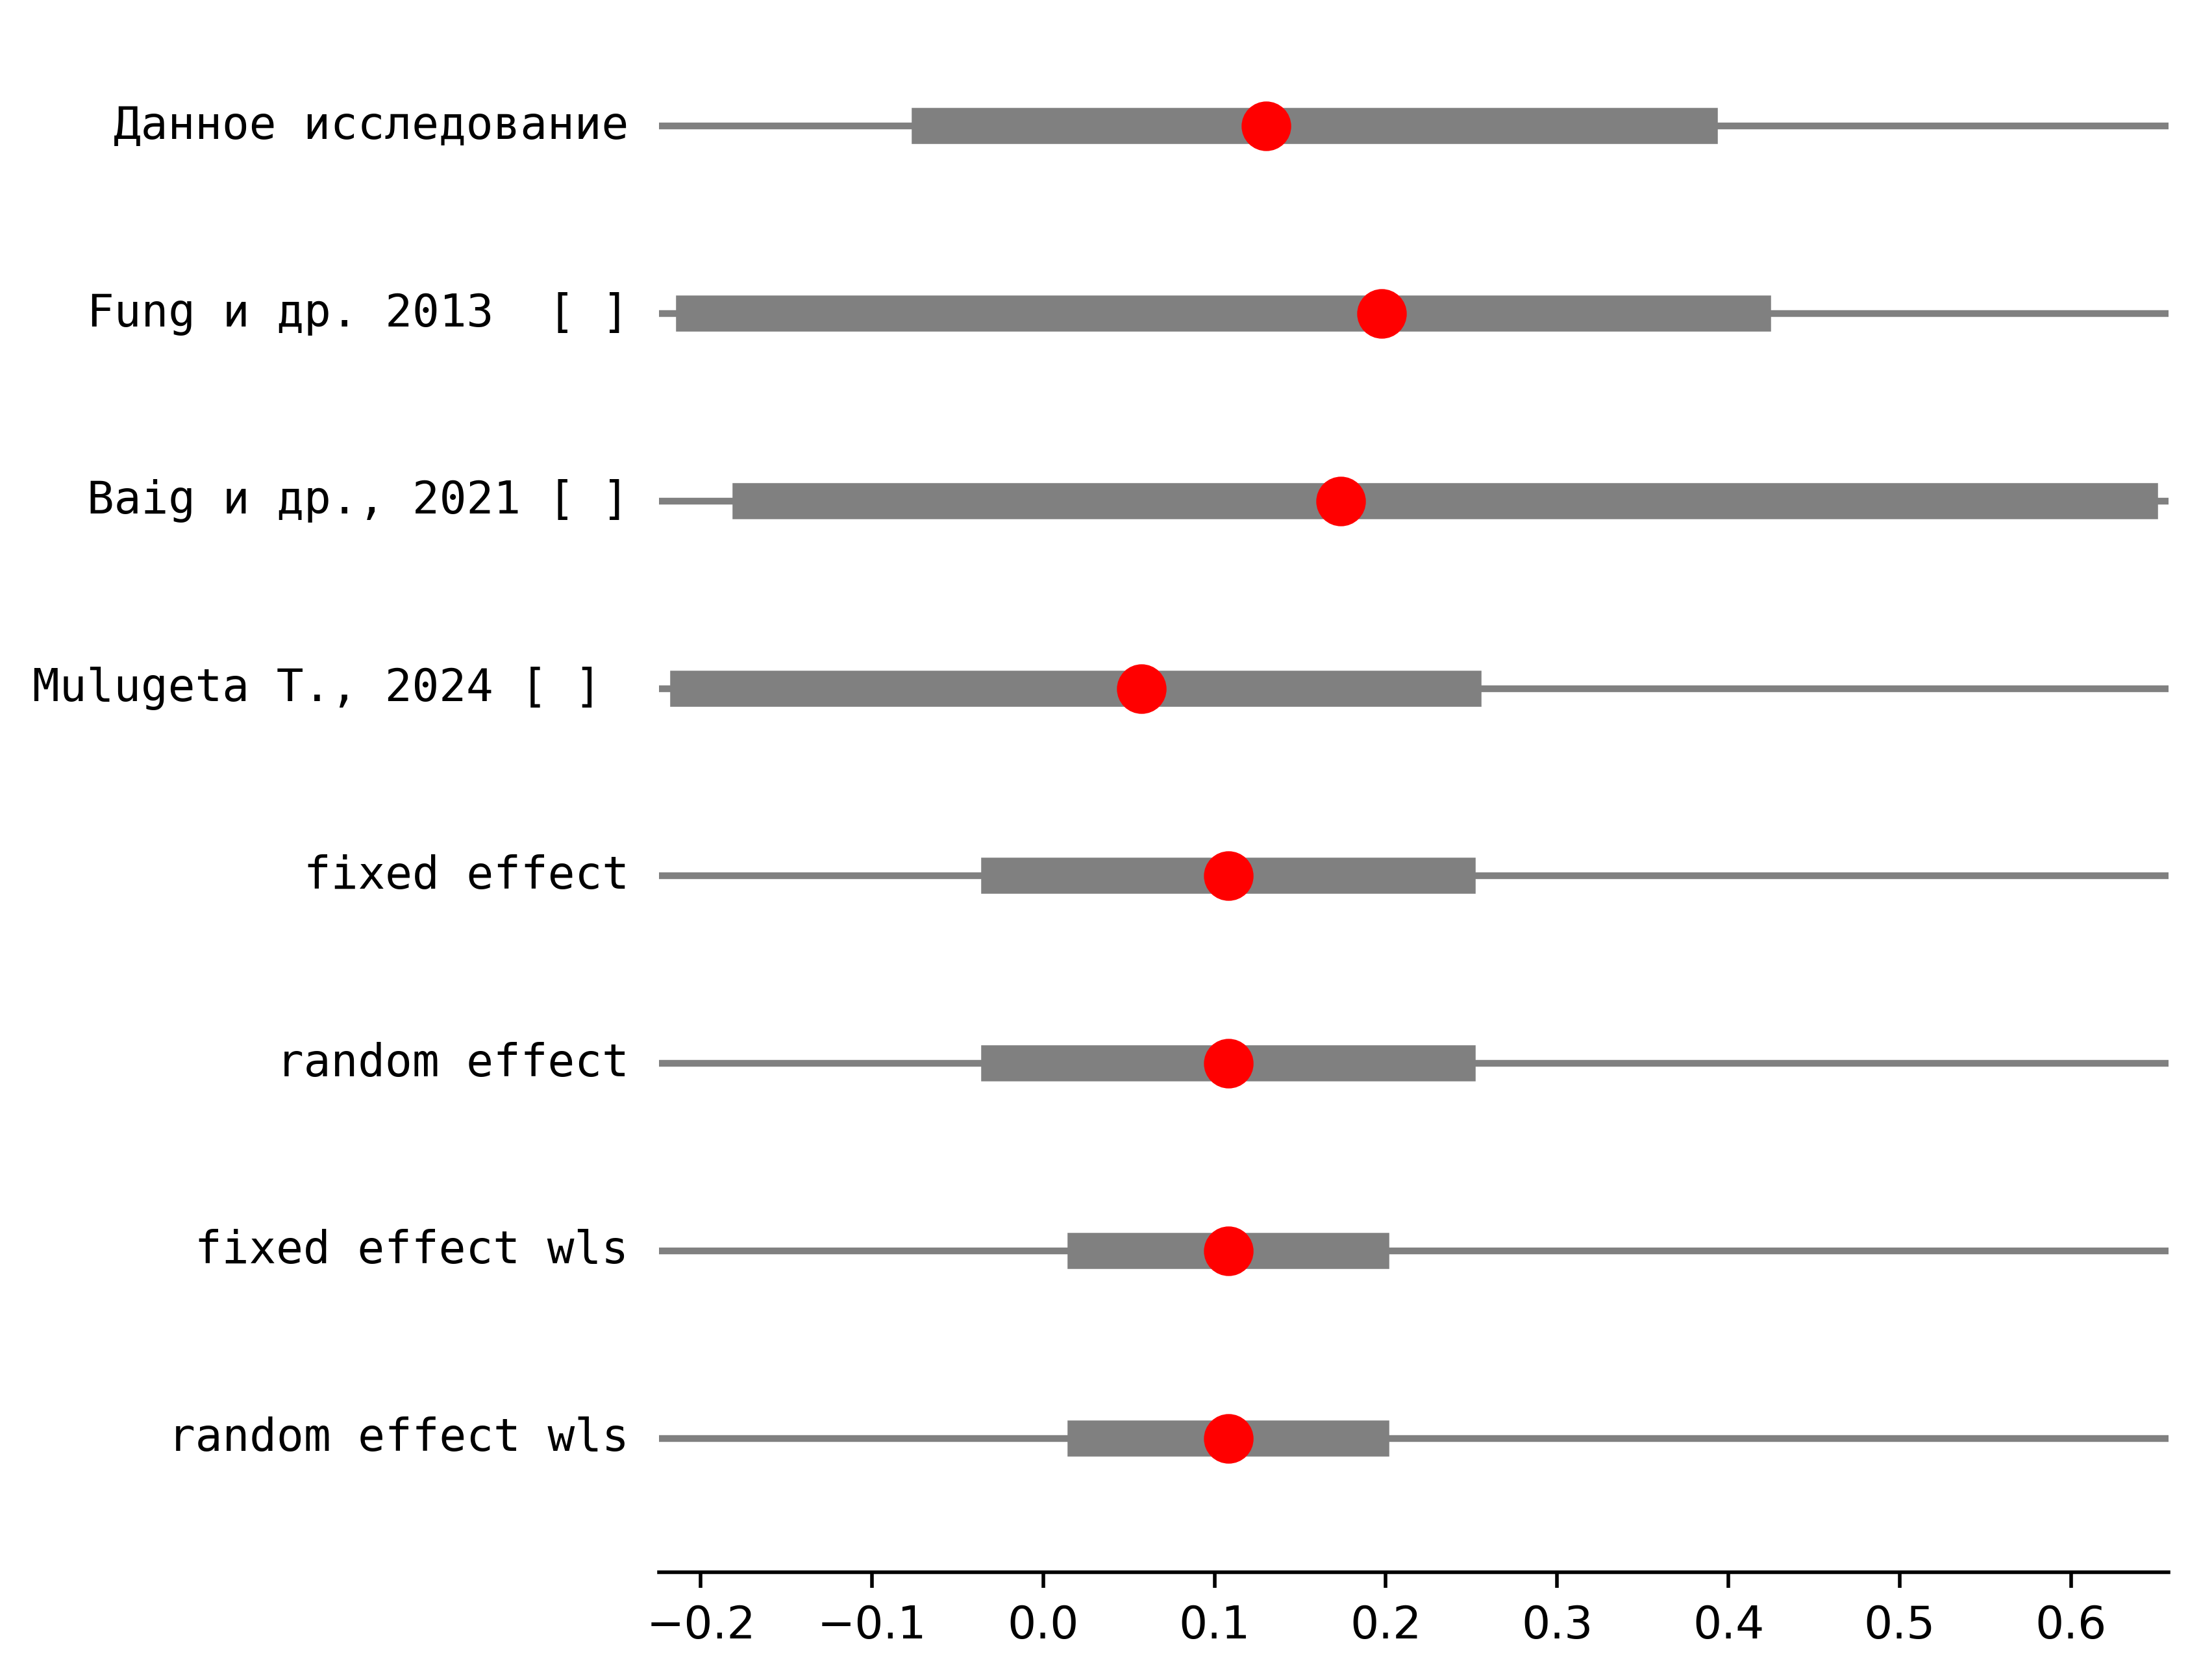 Данное исследование
Fung и др. 2013  [ ]
Baig и др., 2021 [ ]
Mulugeta T., 2024 [ ]
fixed effect
random effect
fixed effect wls
random effect wls
−0.2 −0.1 0.0 0.1 0.2 0.3 0.4 0.5 0.6